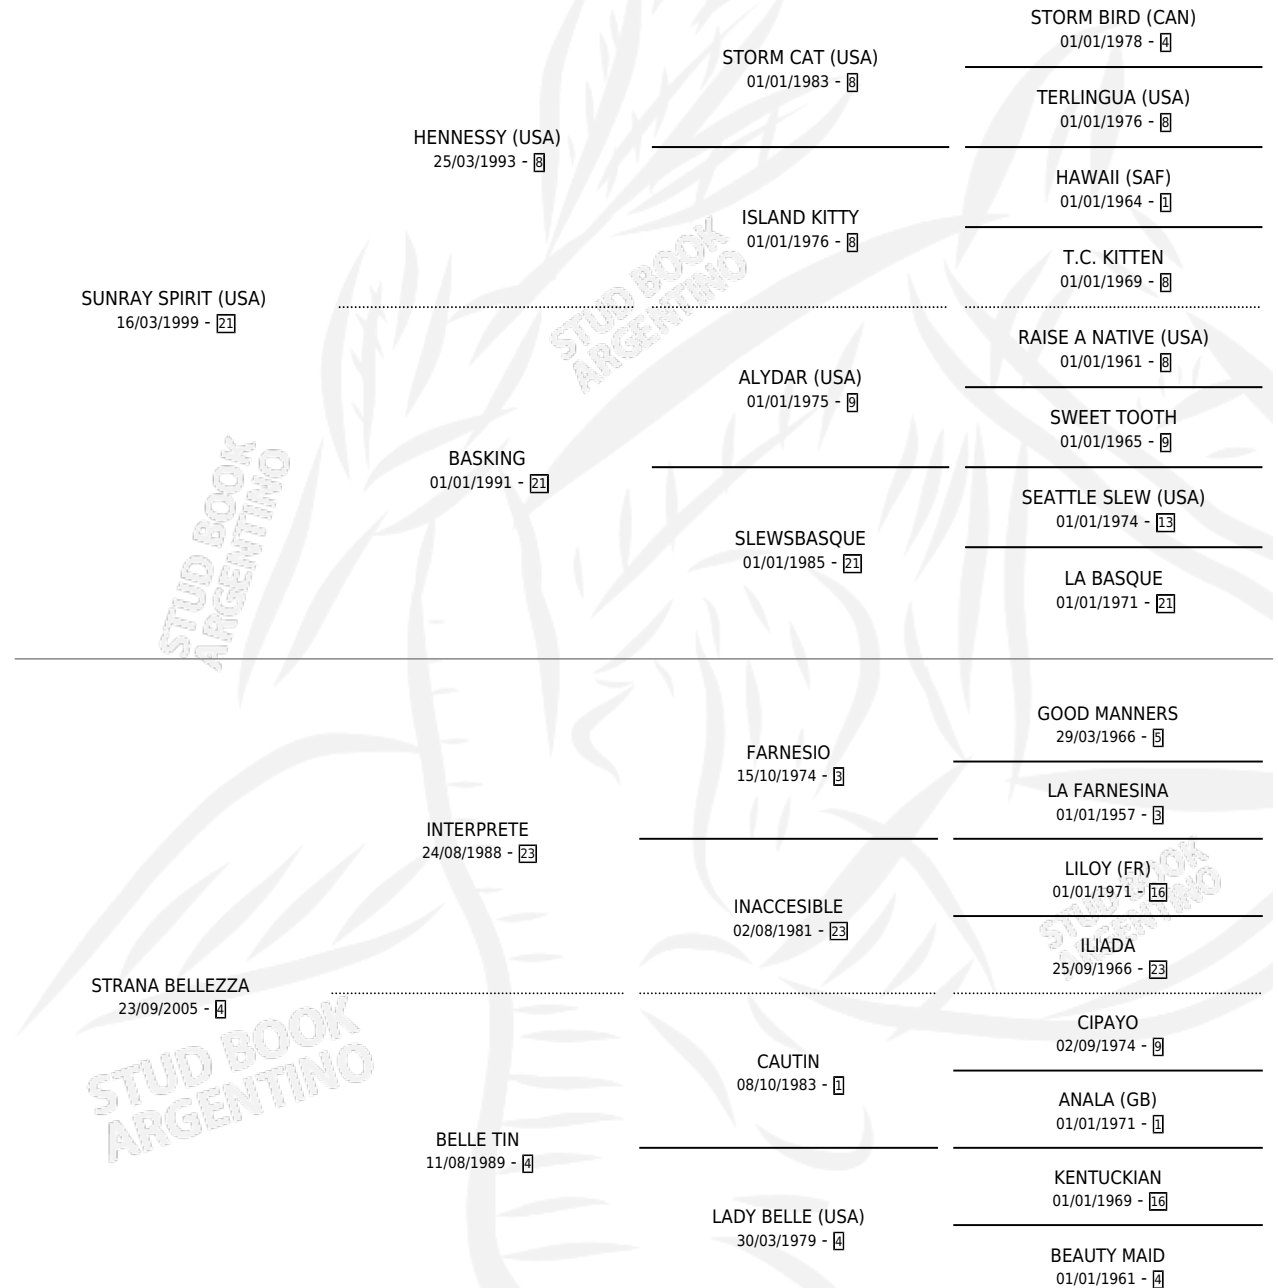 STORM BIRD (CAN)
01/01/1978 - 4
STORM CAT (USA)
01/01/1983 - 8
TERLINGUA (USA)
01/01/1976 - 8
HENNESSY (USA)
25/03/1993 - 8
HAWAII (SAF)
01/01/1964 - 1
ISLAND KITTY
01/01/1976 - 8
T.C. KITTEN
01/01/1969 - 8
SUNRAY SPIRIT (USA)
16/03/1999 - 21
RAISE A NATIVE (USA)
01/01/1961 - 8
ALYDAR (USA)
01/01/1975 - 9
SWEET TOOTH
01/01/1965 - 9
BASKING
01/01/1991 - 21
SEATTLE SLEW (USA)
01/01/1974 - 13
SLEWSBASQUE
01/01/1985 - 21
LA BASQUE
01/01/1971 - 21
GOOD MANNERS
29/03/1966 - 5
FARNESIO
15/10/1974 - 3
LA FARNESINA
01/01/1957 - 3
INTERPRETE
24/08/1988 - 23
LILOY (FR)
01/01/1971 - 16
INACCESIBLE
02/08/1981 - 23
ILIADA
25/09/1966 - 23
STRANA BELLEZZA
23/09/2005 - 4
CIPAYO
02/09/1974 - 9
CAUTIN
08/10/1983 - 1
ANALA (GB)
01/01/1971 - 1
BELLE TIN
11/08/1989 - 4
KENTUCKIAN
01/01/1969 - 16
LADY BELLE (USA)
30/03/1979 - 4
BEAUTY MAID
01/01/1961 - 4
STUD BOOK
ARGENTINO
STUD BOOK
ARGENTINO
STUD BOOK
ARGENTINO
STUD BOOK
ARGENTINO